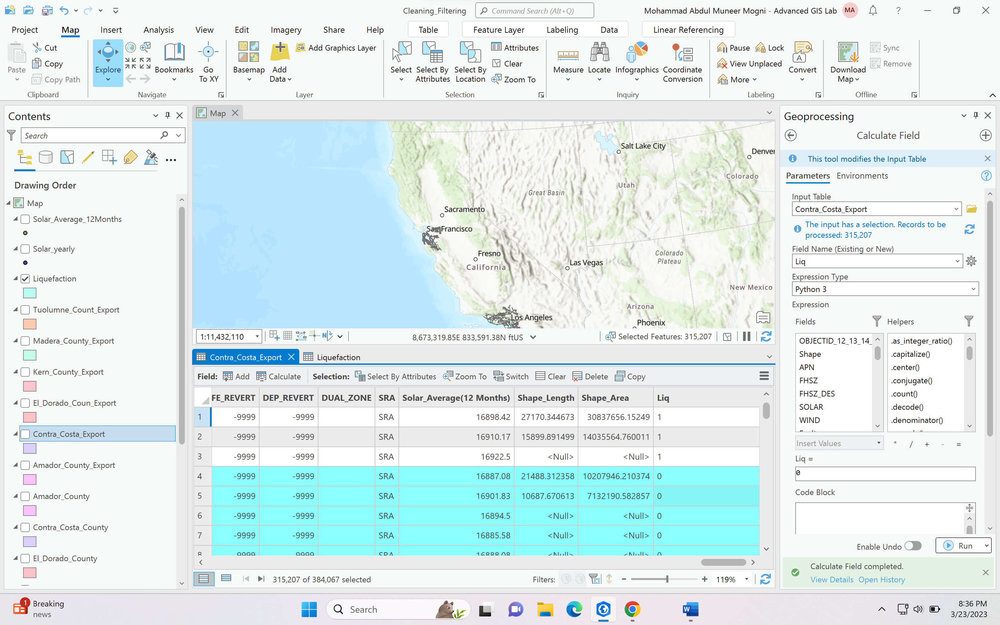 Cleaning_Filtering
Command Search (Alt+Q)
Mohammad Abdul Muneer Mogni - Advanced GIS Lab
MA
?
Project
Map
Insert
Analysis
View
Edit
Imagery
Share
Help
Table
Feature Layer
Labeling
Data
Linear Referencing
Paste
Cut
Copy
Copy Path
Clipboard
Explore
Bookmarks
Go
To XY
Navigate
Basemap
Add
Data
Add Graphics Layer
Layer
Select
Select By
Attributes
Select By
Location
Attributes
Clear
Zoom To
Selection
Measure
Locate
Infographics
Coordinate
Conversion
Inquiry
Pause
Lock
View Unplaced
More
Convert
A
Labeling
Download
Map
Sync
Remove
Offline
Contents
Search
Drawing Order
Map
Solar_Average_12Months
Solar_yearly
Liquefaction
Tuolumne_Count_Export
Madera_County_Export
Kern_County_Export
El_Dorado_Coun_Export
Contra_Costa_Export
Amador_County_Export
Amador_County
Contra_Costa_County
El_Dorado_County
Map
Salt Lake City
Denver
Colorado
Utah
Great Basin
Sacramento
San Francisco
Fresno
California
Las Vegas
Colorado
Plateau
New Mexico
Arizona
Los Angeles
Phoenix
1:11,432,110
N
8,673,319.85E 833,591.38N ftUS
Selected Features: 315,207
Contra_Costa_Export
Liquefaction
Field: Add Calculate Selection: Select By Attributes Zoom To Switch Clear Delete Copy
FE_REVERT DEP_REVERT DUAL_ZONE SRA Solar_Average(12 Months) Shape_Length Shape_Area Liq
1 -9999 -9999 SRA 16898.42 27170.344673 30837656.15249 1
2 -9999 -9999 SRA 16910.17 15899.891499 14035564.760011 1
3 -9999 -9999 SRA 16922.5 <Null> <Null> 1
4 -9999 -9999 SRA 16887.08 21488.312358 10207946.210374 0
5 -9999 -9999 SRA 16901.83 10687.670613 7132190.582857 0
6 -9999 -9999 SRA 16894.5 <Null> <Null> 0
7 -9999 -9999 SRA 16885.58 <Null> <Null> 0
8 -9999 -9999 SRA 16888.08 <Null> <Null> 0
315,207 of 384,067 selected
Filters:
119%
Geoprocessing
Calculate Field
This tool modifies the Input Table
Parameters Environments
?
Input Table
Contra_Costa_Export
The input has a selection. Records to be
processed: 315,207
Field Name (Existing or New)
Liq
Expression Type
Python 3
Expression
Fields
Helpers
OBJECTID_12_13_14_
Shape
APN
FHSZ
FHSZ_DES
SOLAR
WIND
.as_integer_ratio()
.capitalize()
.center()
.conjugate()
.count()
.decode()
.denominator()
Insert Values
* / + - =
Liq =
0
Code Block
Enable Undo
Run
Calculate Field completed.
View Details Open History
1
Breaking
news
Search
W
8:36 PM
3/23/2023